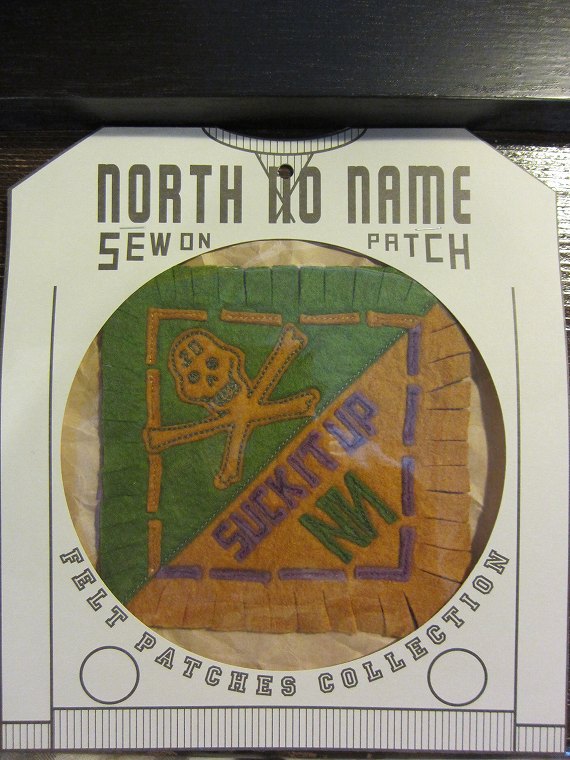 NORTH NO NAME
SEW ON PATCH
SUCK IT UP
NN
FELT PATCHES COLLECTION